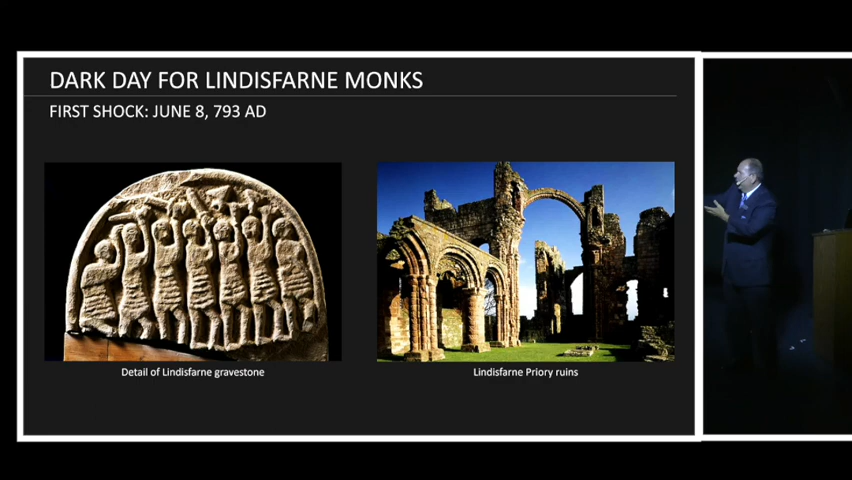 DARK DAY FOR LINDISFARNE MONKS
FIRST SHOCK: JUNE 8, 793 AD
Detail of Lindisfarne gravestone
Lindisfarne Priory ruins